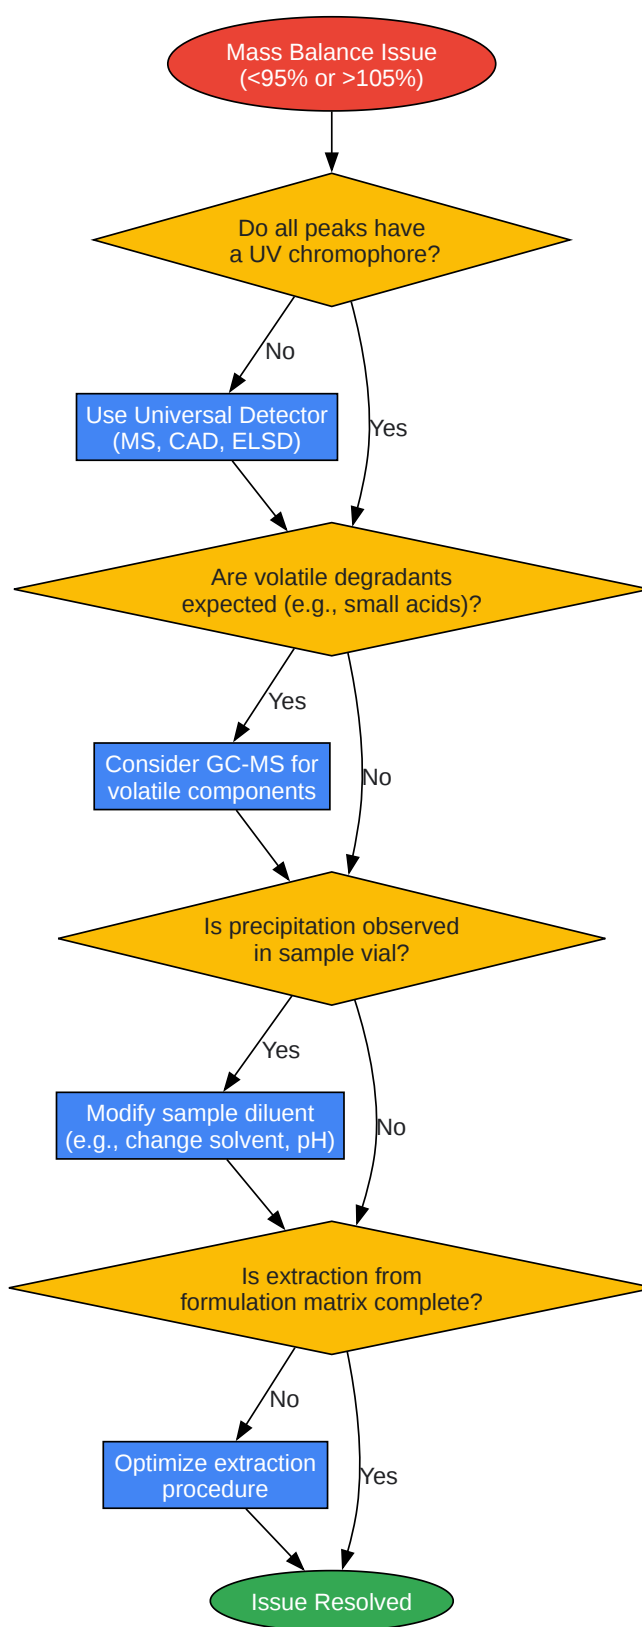 Mass Balance Issue
(<95% or >105%)
Do all peaks have
a UV chromophore?
No
Use Universal Detector
(MS, CAD, ELSD)
Yes
Are volatile degradants
expected (e.g., small acids)?
Yes
Consider GC-MS for
volatile components
No
Is precipitation observed
in sample vial?
Yes
Modify sample diluent
(e.g., change solvent, pH)
No
Is extraction from
formulation matrix complete?
No
Optimize extraction
procedure
Yes
Issue Resolved